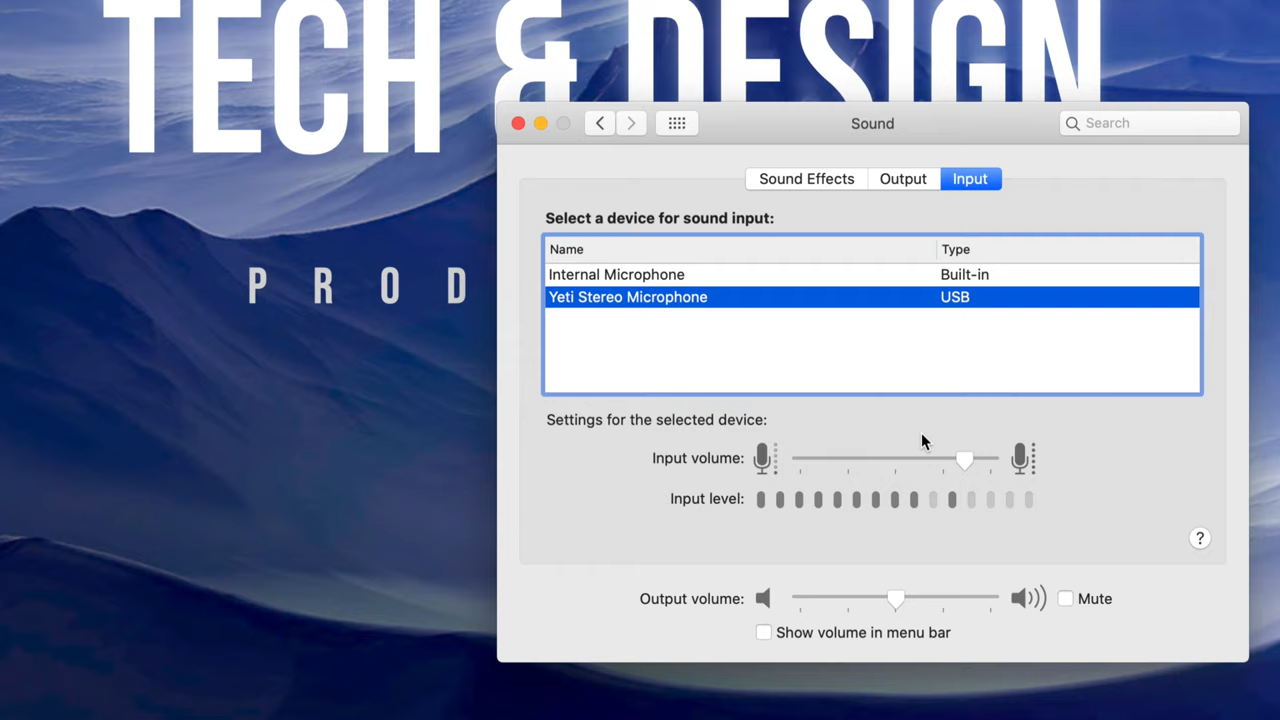 TECH & DESIGN
PROD
Sound
Search
Sound Effects Output Input
Select a device for sound input:
Name Type
Internal Microphone Built-in
Yeti Stereo Microphone USB
Settings for the selected device:
Input volume:
Input level:
?
Output volume: Mute
Show volume in menu bar